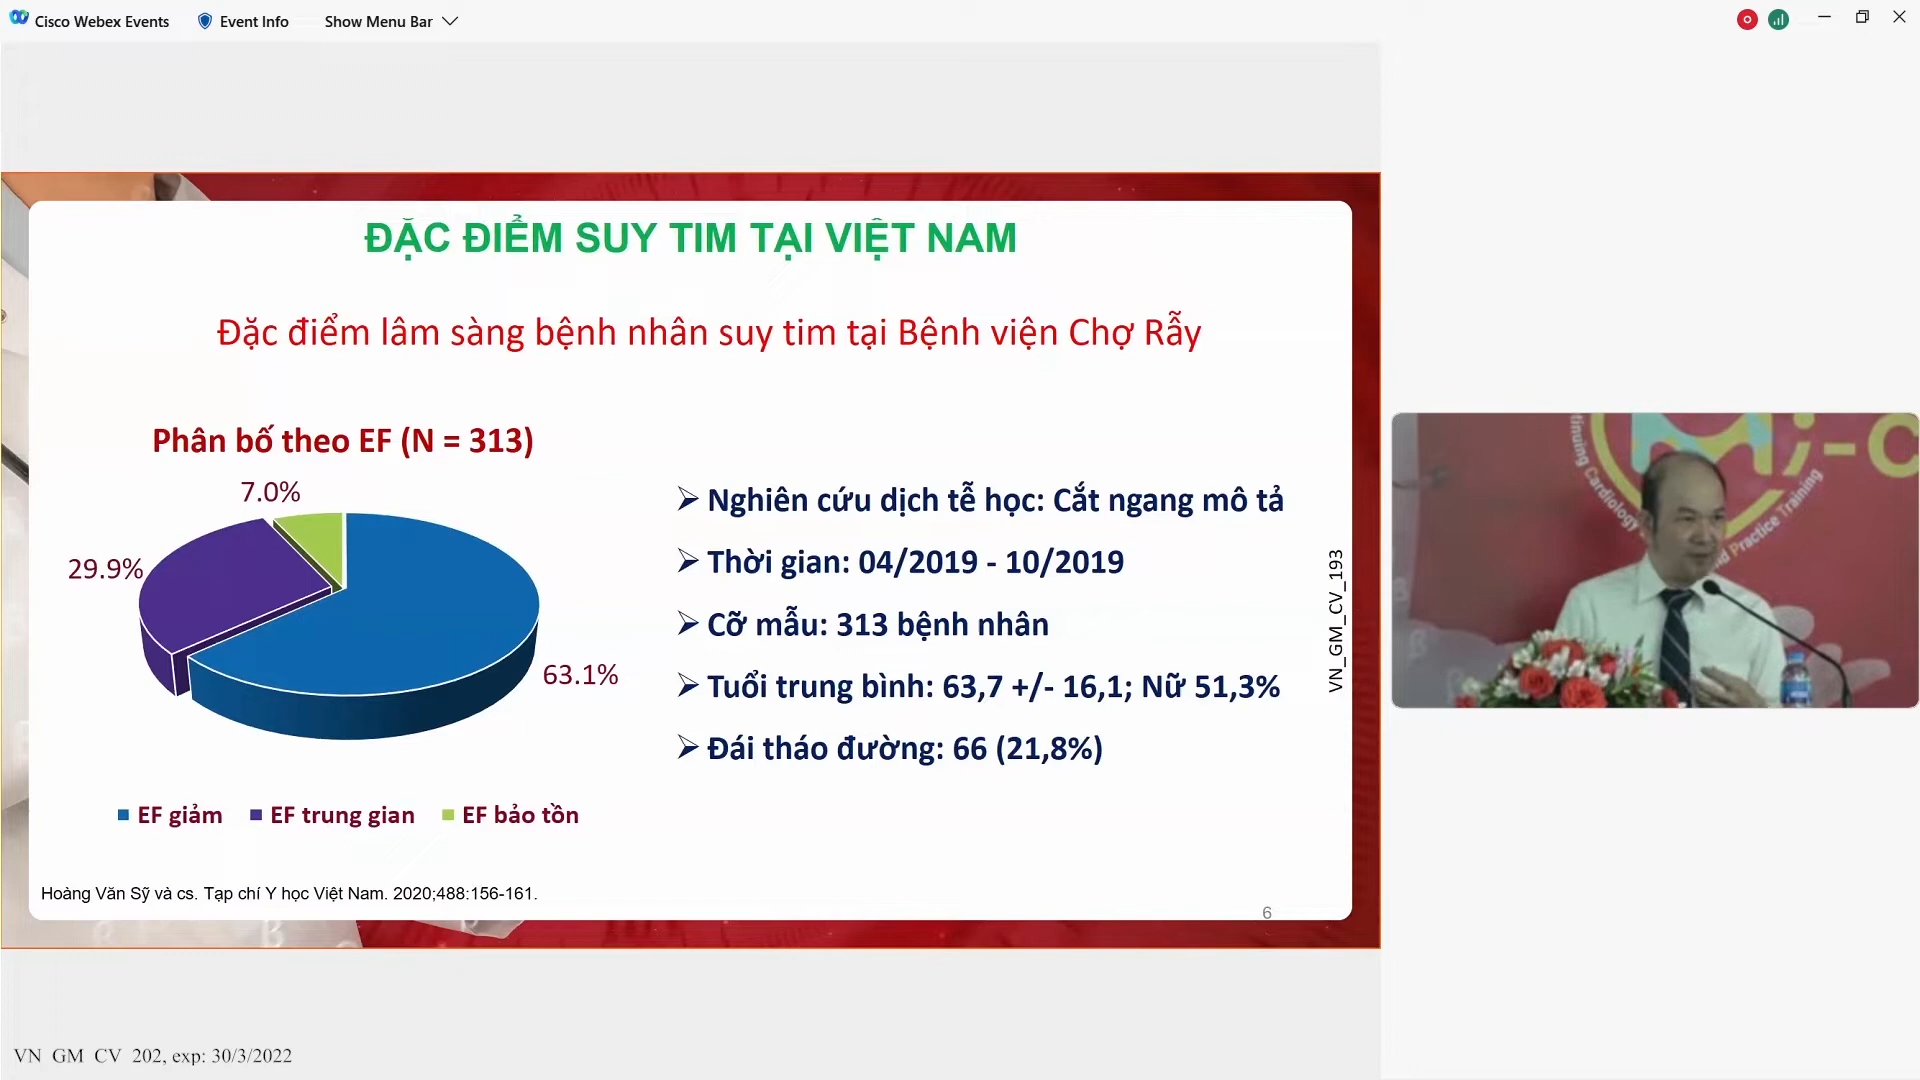 Cisco Webex Events
Event Info
Show Menu Bar
ĐẶC ĐIỂM SUY TIM TẠI VIỆT NAM
Đặc điểm lâm sàng bệnh nhân suy tim tại Bệnh viện Chợ Rẫy
Phân bố theo EF (N = 313)
7.0%
29.9%
63.1%
EF giảm
EF trung gian
EF bảo tồn
Nghiên cứu dịch tễ học: Cắt ngang mô tả
Thời gian: 04/2019 - 10/2019
Cỡ mẫu: 313 bệnh nhân
Tuổi trung bình: 63,7 +/- 16,1; Nữ 51,3%
Đái tháo đường: 66 (21,8%)
VN_GM_CV_193
Hoàng Văn Sỹ và cs. Tạp chí Y học Việt Nam. 2020;488:156-161.
6
Mi-C
Cardiology
Practice Training
VN_GM_CV_202, exp: 30/3/2022